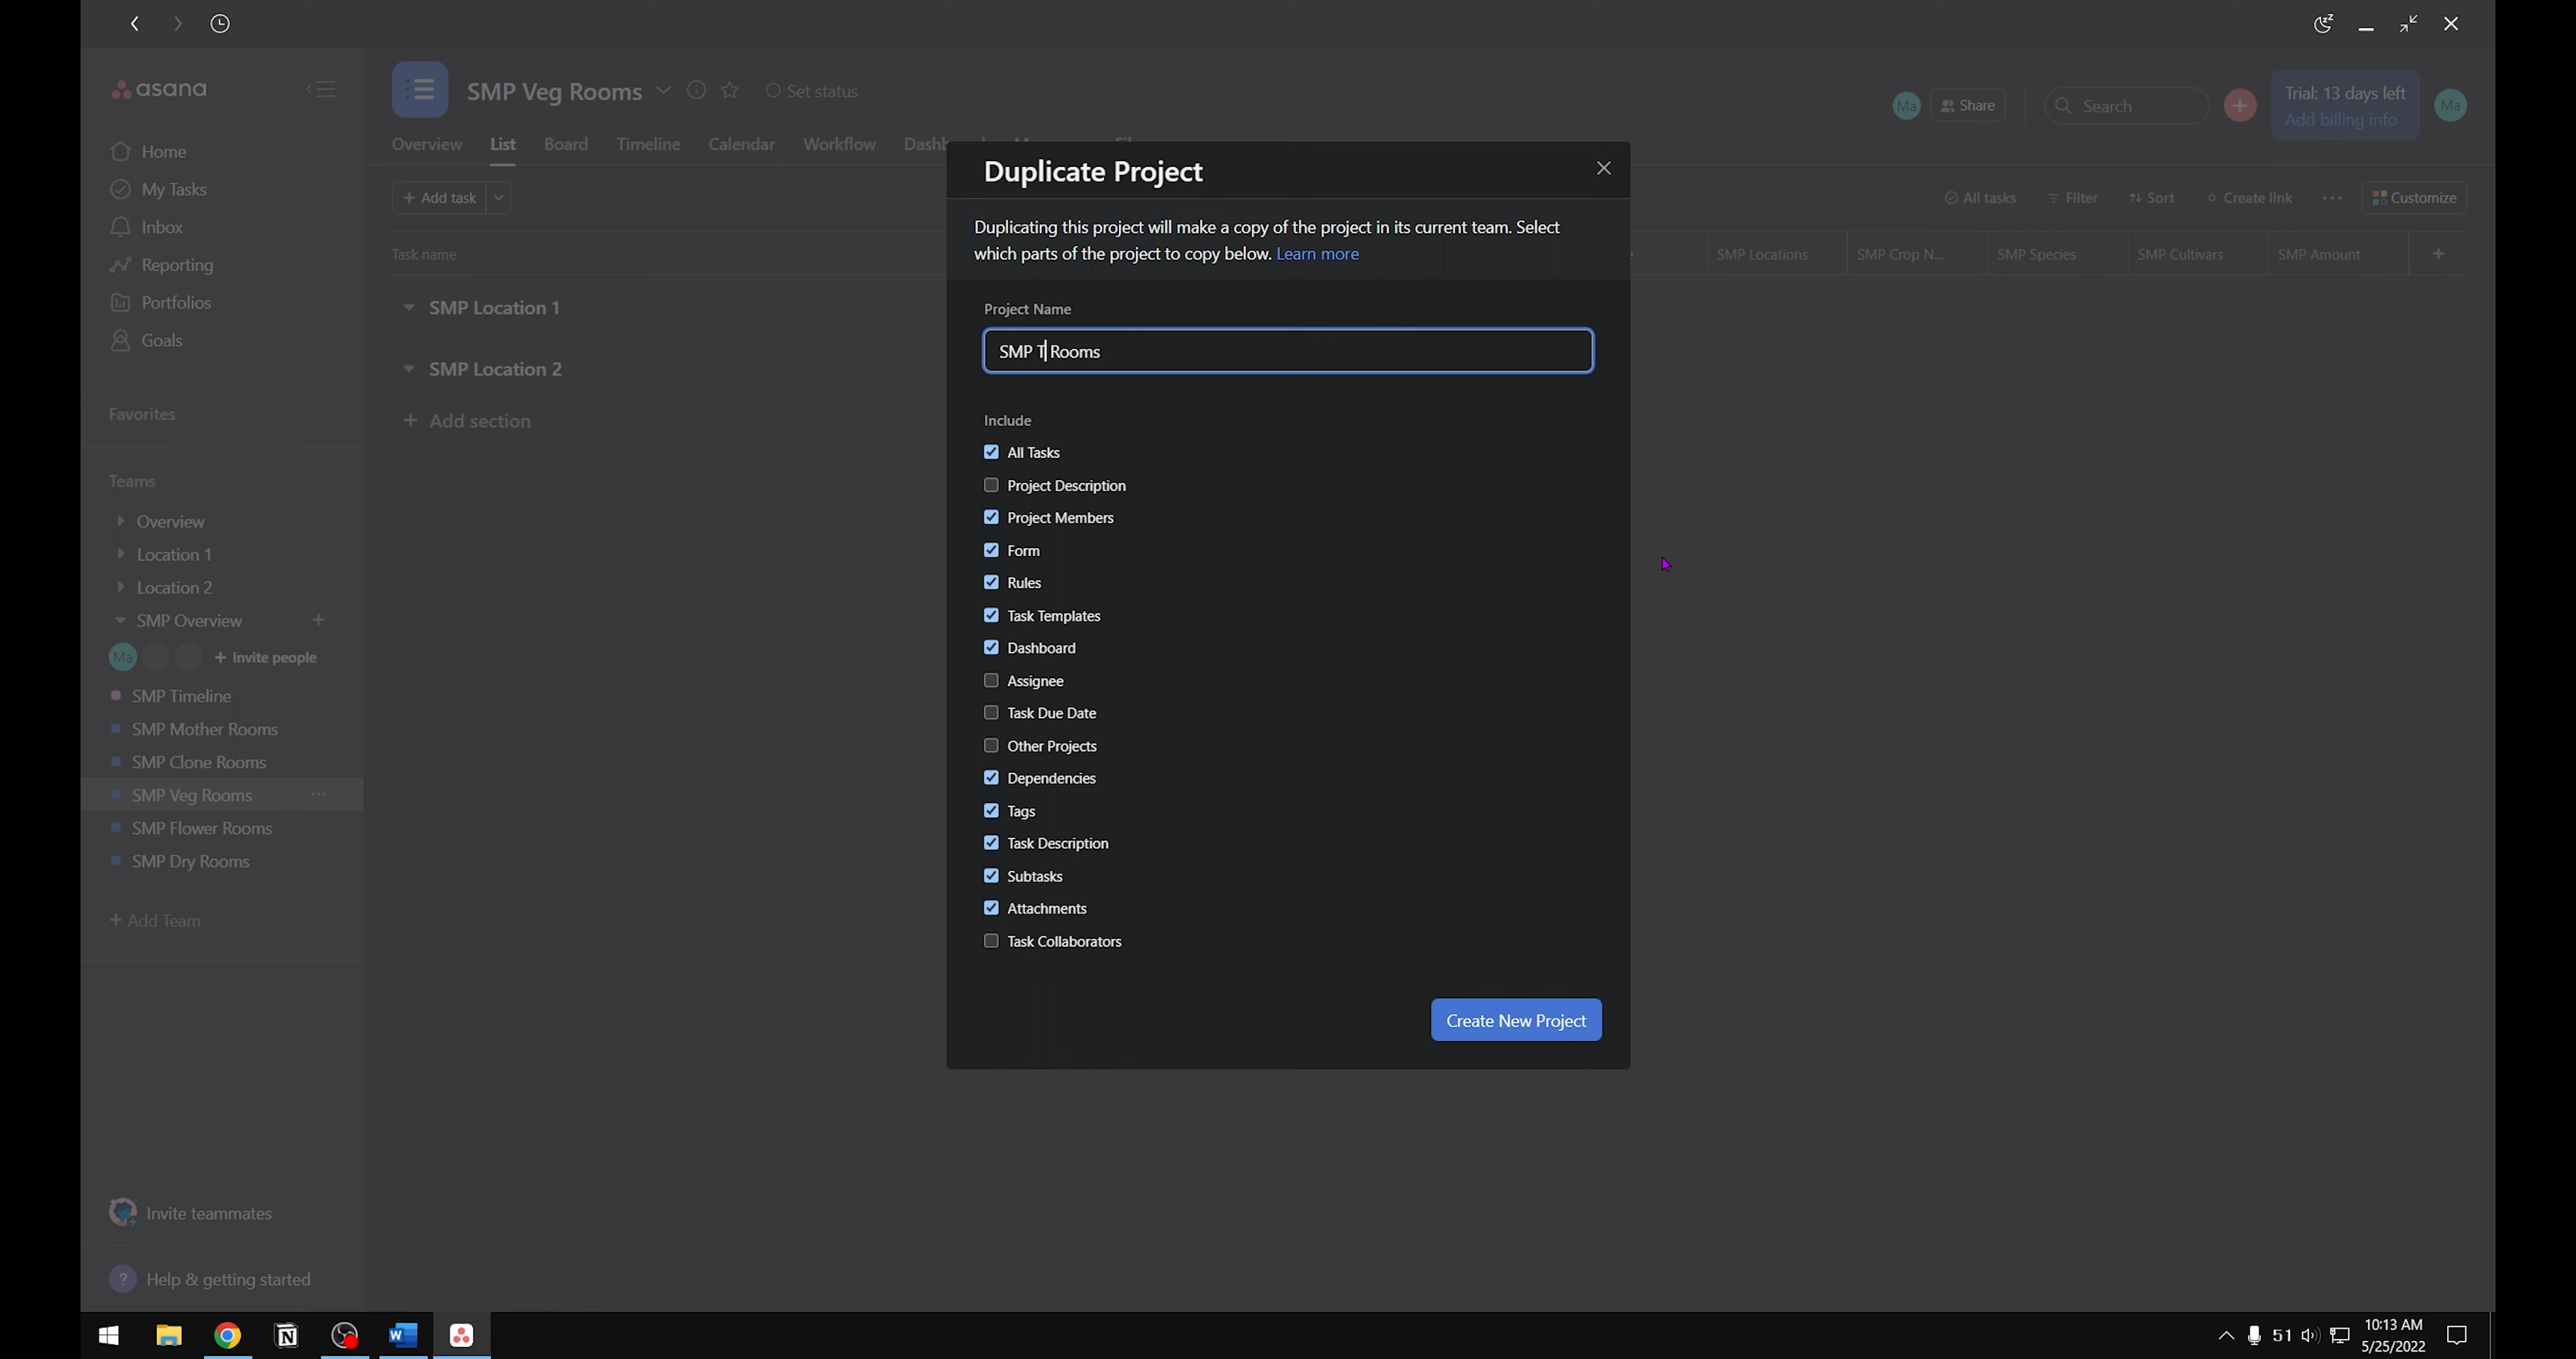 asana
SMP Veg Rooms
Set status
Ma
Share
Search
Trial: 13 days left
Add billing info
Ma
Overview
List
Board
Timeline
Calendar
Workflow
Home
My Tasks
Inbox
Reporting
Portfolios
Goals
Favorites
Teams
Overview
Location 1
Location 2
SMP Overview
Ma
+ Invite people
SMP Timeline
SMP Mother Rooms
SMP Clone Rooms
SMP Veg Rooms
SMP Flower Rooms
SMP Dry Rooms
+ Add Team
Invite teammates
? Help & getting started
+ Add task
All tasks
Filter
Sort
Create link
Customize
Task name
SMP Locations
SMP Crop N...
SMP Species
SMP Cultivars
SMP Amount
+
SMP Location 1
SMP Location 2
+ Add section
Duplicate Project
Duplicating this project will make a copy of the project in its current team. Select
which parts of the project to copy below. Learn more
Project Name
SMP T Rooms
Include
All Tasks
Project Description
Project Members
Form
Rules
Task Templates
Dashboard
Assignee
Task Due Date
Other Projects
Dependencies
Tags
Task Description
Subtasks
Attachments
Task Collaborators
Create New Project
51
10:13 AM
5/25/2022